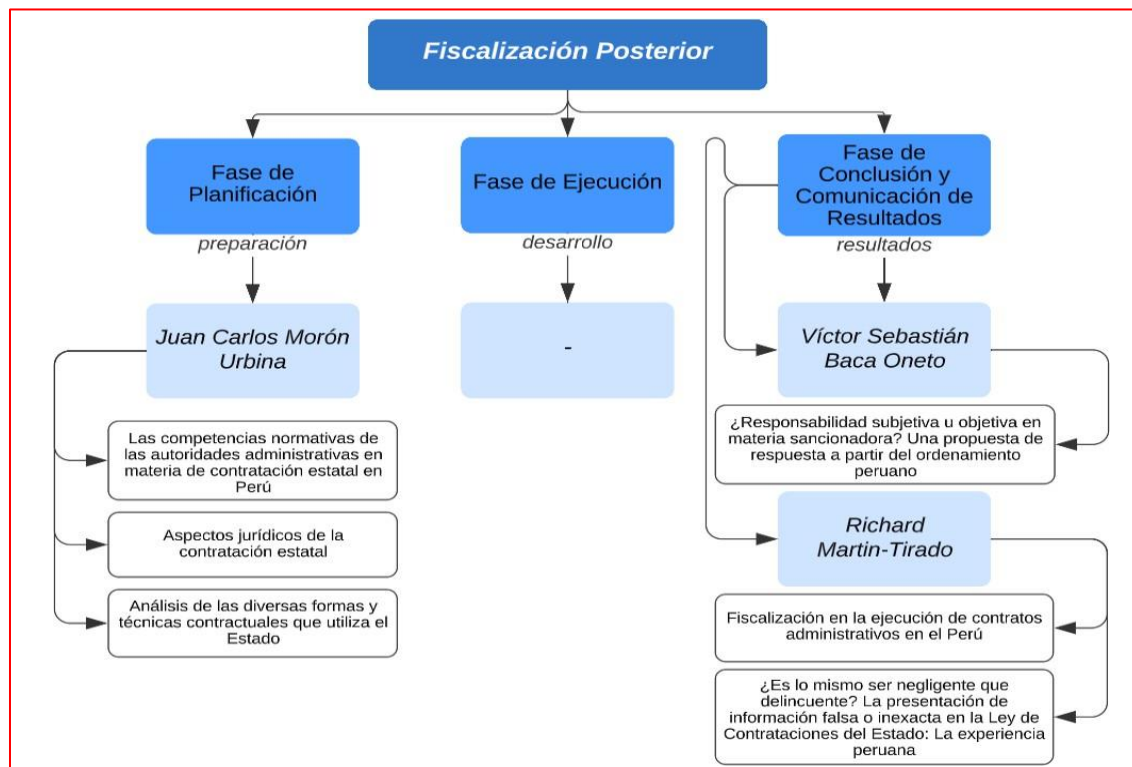 Fiscalización Posterior
Fase de
Planificación
preparación
Juan Carlos Morón
Urbina
Las competencias normativas de
las autoridades administrativas en
materia de contratación estatal en
Perú
Aspectos jurídicos de la
contratación estatal
Análisis de las diversas formas y
técnicas contractuales que utiliza el
Estado
Fase de Ejecución
desarrollo
-
Fase de
Conclusión y
Comunicación de
Resultados
resultados
Víctor Sebastián
Baca Oneto
¿Responsabilidad subjetiva u objetiva en
materia sancionadora? Una propuesta de
respuesta a partir del ordenamiento
peruano
Richard
Martin-Tirado
Fiscalización en la ejecución de contratos
administrativos en el Perú
¿Es lo mismo ser negligente que
delincuente? La presentación de
información falsa o inexacta en la Ley de
Contrataciones del Estado: La experiencia
peruana